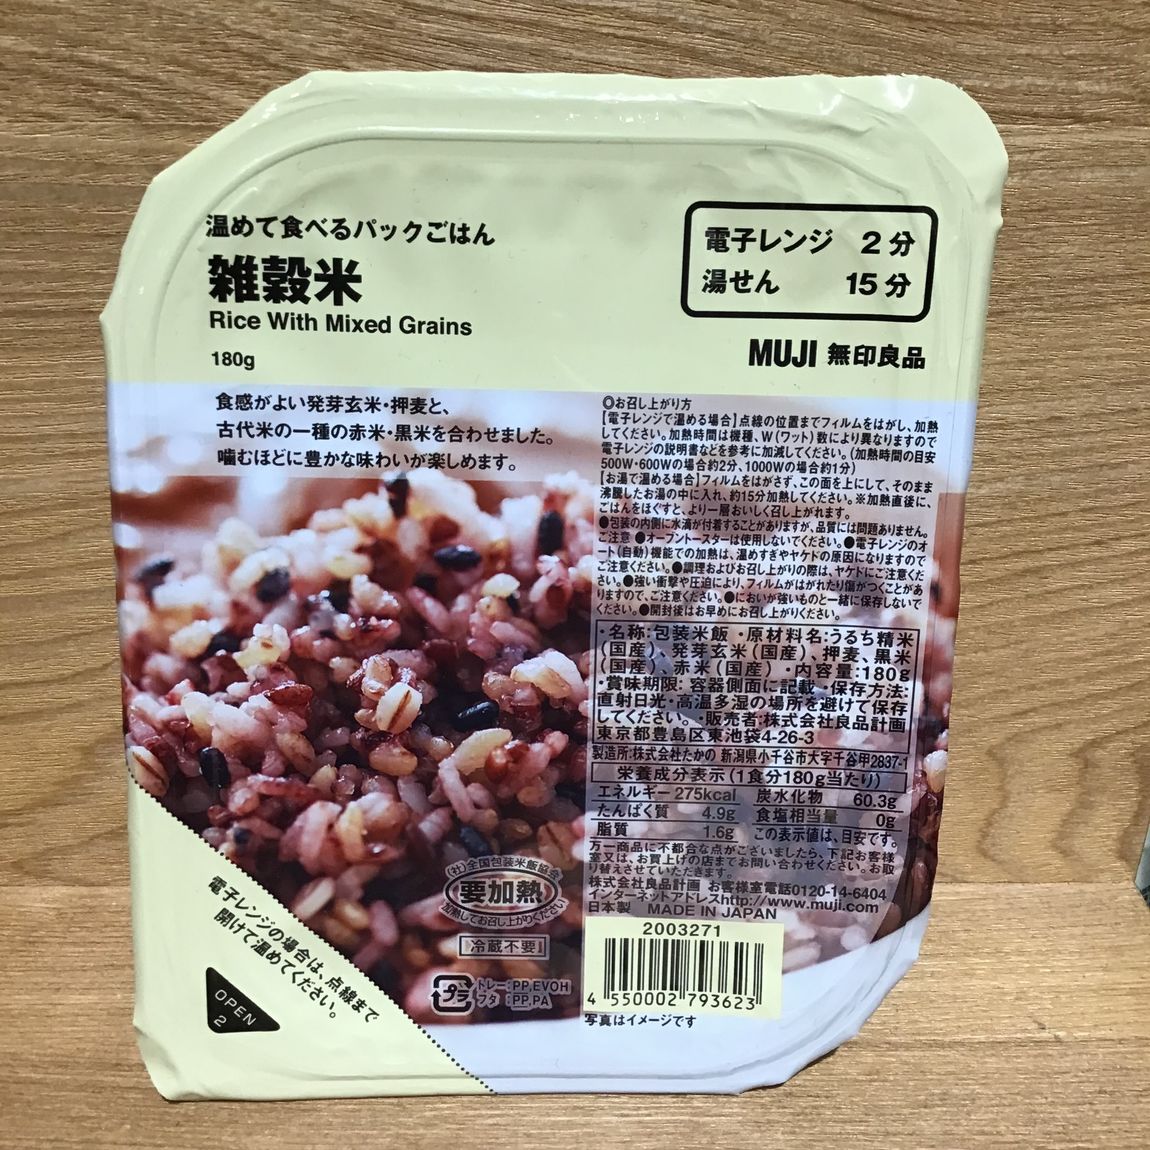 温めて食べるパックごはん
雑穀米
Rice With Mixed Grains
180g
電子レンジ 2分
湯せん 15分
MUJI 無印良品
食感がよい発芽玄米・押麦と、
古代米の一種の赤米・黒米を合わせました。
噛むほどに豊かな味わいが楽しめます。
◎お召し上がり方
【電子レンジで温める場合】点線の位置までフィルムをはがし、加熱
してください。加熱時間は機種、W(ワット)数により異なりますので
電子レンジの説明書などを参考に加減してください。(加熱時間の目安
500W・600Wの場合約2分、1000Wの場合約1分)
【お湯で温める場合】フィルムをはがさず、この面を上にして、そのまま
沸騰したお湯の中に入れ、約15分加熱してください。※加熱直後に、
ごはんをほぐすと、より一層おいしく召し上がれます。
●包装の内側に水滴が付着することがありますが、品質には問題ありません。
ご注意 ●オーブントースターは使用しないでください。●電子レンジのオ
ート(自動)機能での加熱は、温めすぎやヤケドの原因になりますので
ご注意ください。●調理およびお召し上がりの際は、ヤケドにご注意くだ
さい。●強い衝撃や圧迫により、フィルムがはがれたり傷がつくことがあ
りますので、ご注意ください。●においが強いものと一緒に保存しないで
ください。●開封後はお早めにお召し上がりください。
・名称:包装米飯 ・原材料名:うるち精米
(国産)、発芽玄米(国産)、押麦、黒米
(国産)、赤米(国産) ・内容量:180g
・賞味期限:容器側面に記載 ・保存方法:
直射日光・高温多湿の場所を避けて保存
してください。・販売者:株式会社良品計画
東京都豊島区東池袋4-26-3
製造所:株式会社たかの 新潟県小千谷市大字千谷甲2837-1
栄養成分表示(1食分180g当たり)
エネルギー 275kcal 炭水化物 60.3g
たんぱく質 4.9g 食塩相当量 0g
脂質 1.6g この表示値は、目安です。
万一商品に不都合な点がございましたら、下記お客様
室又は、お買上げの店までお問い合わせください。お取
り替えさせていただきます。
株式会社良品計画 お客様室電話0120-14-6404
インターネットアドレスhttp://www.muji.com
日本製 MADE IN JAPAN
2003271
4 550002 793623
写真はイメージです
(社)全国包装米飯協会
要加熱
加熱してお召し上がりください
冷蔵不要
プラ
トレー:PP,EVOH
フタ :PP,PA
電子レンジの場合は、点線まで
開けて温めてください。
OPEN
2